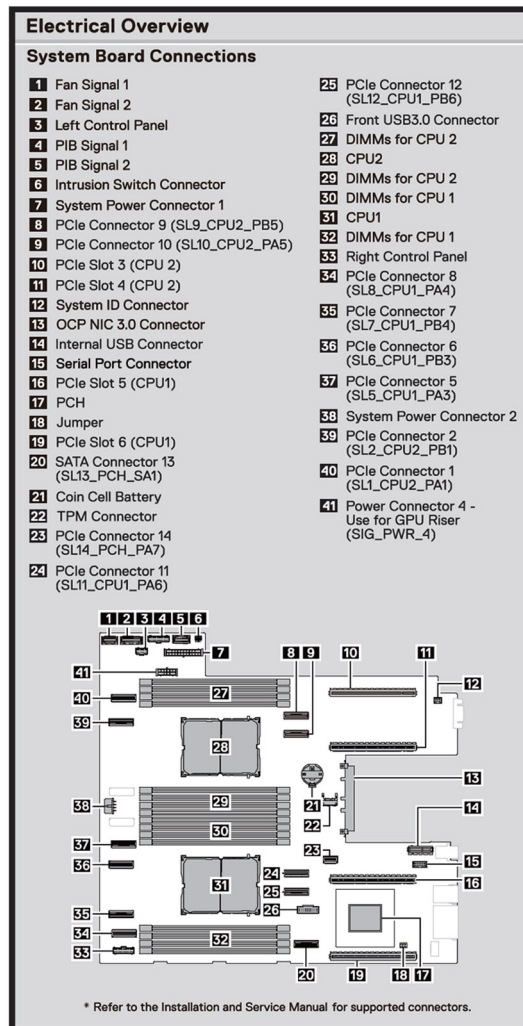 Electrical Overview
System Board Connections
1 Fan Signal 1
2 Fan Signal 2
3 Left Control Panel
4 PIB Signal 1
5 PIB Signal 2
6 Intrusion Switch Connector
7 System Power Connector 1
8 PCIe Connector 9 (SL9_CPU2_PB5)
9 PCIe Connector 10 (SL10_CPU2_PA5)
10 PCIe Slot 3 (CPU 2)
11 PCIe Slot 4 (CPU 2)
12 System ID Connector
13 OCP NIC 3.0 Connector
14 Internal USB Connector
15 Serial Port Connector
16 PCIe Slot 5 (CPU1)
17 PCH
18 Jumper
19 PCIe Slot 6 (CPU1)
20 SATA Connector 13
(SL13_PCH_SA1)
21 Coin Cell Battery
22 TPM Connector
23 PCIe Connector 14
(SL14_PCH_PA7)
24 PCIe Connector 11
(SL11_CPU1_PA6)
25 PCIe Connector 12
(SL12_CPU1_PB6)
26 Front USB3.0 Connector
27 DIMMs for CPU 2
28 CPU2
29 DIMMs for CPU 2
30 DIMMs for CPU 1
31 CPU1
32 DIMMs for CPU 1
33 Right Control Panel
34 PCIe Connector 8
(SL8_CPU1_PA4)
35 PCIe Connector 7
(SL7_CPU1_PB4)
36 PCIe Connector 6
(SL6_CPU1_PB3)
37 PCIe Connector 5
(SL5_CPU1_PA3)
38 System Power Connector 2
39 PCIe Connector 2
(SL2_CPU2_PB1)
40 PCIe Connector 1
(SL1_CPU2_PA1)
41 Power Connector 4 -
Use for GPU Riser
(SIG_PWR_4)
1 2 3 4 5 6
7
8 9 10 11
41
12
40
27
39
28
13
21
38
29
22
14
30
37
23
15
36
24
16
31
25
35
26
34
32
33
20 19 18 17
* Refer to the Installation and Service Manual for supported connectors.